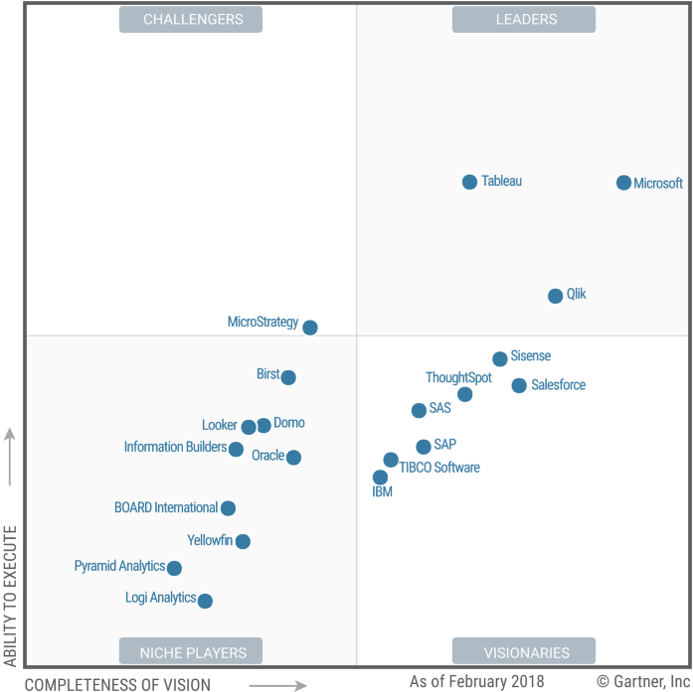 CHALLENGERS
LEADERS
Tableau
Microsoft
Qlik
MicroStrategy
Sisense
Birst
ThoughtSpot
Salesforce
SAS
Looker
Domo
Information Builders
SAP
Oracle
TIBCO Software
IBM
BOARD International
Yellowfin
Pyramid Analytics
Logi Analytics
ABILITY TO EXECUTE
NICHE PLAYERS
VISIONARIES
COMPLETENESS OF VISION
As of February 2018
© Gartner, Inc